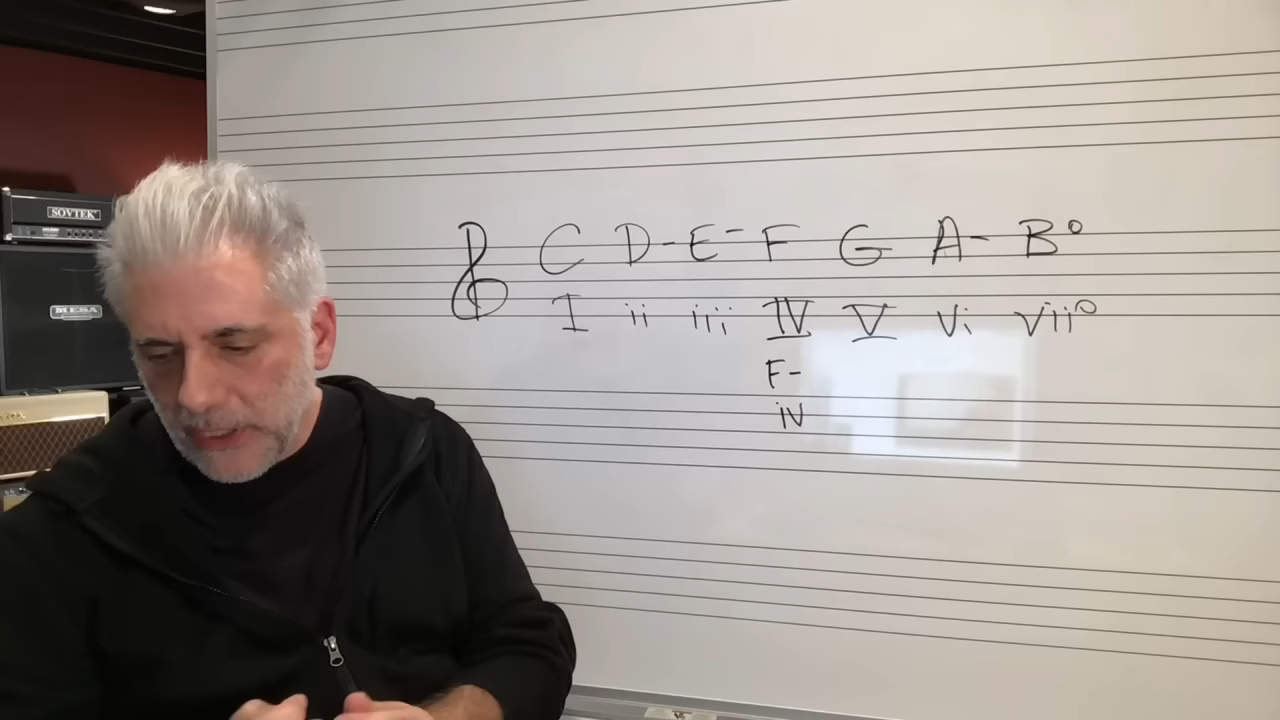 SOVTEK
MESA
C D- E- F G A- B°
I ii iii IV V vi vii°
F-
iv